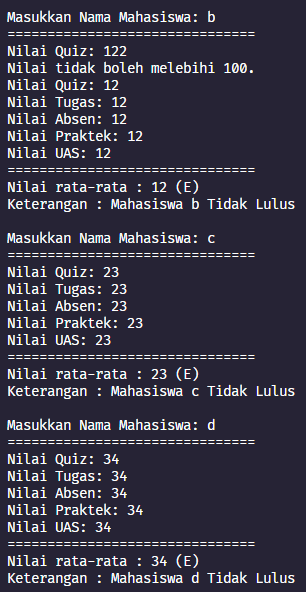 Masukkan Nama Mahasiswa: b
===============================
Nilai Quiz: 122
Nilai tidak boleh melebihi 100.
Nilai Quiz: 12
Nilai Tugas: 12
Nilai Absen: 12
Nilai Praktek: 12
Nilai UAS: 12
===============================
Nilai rata-rata : 12 (E)
Keterangan : Mahasiswa b Tidak Lulus

Masukkan Nama Mahasiswa: c
===============================
Nilai Quiz: 23
Nilai Tugas: 23
Nilai Absen: 23
Nilai Praktek: 23
Nilai UAS: 23
===============================
Nilai rata-rata : 23 (E)
Keterangan : Mahasiswa c Tidak Lulus

Masukkan Nama Mahasiswa: d
===============================
Nilai Quiz: 34
Nilai Tugas: 34
Nilai Absen: 34
Nilai Praktek: 34
Nilai UAS: 34
===============================
Nilai rata-rata : 34 (E)
Keterangan : Mahasiswa d Tidak Lulus